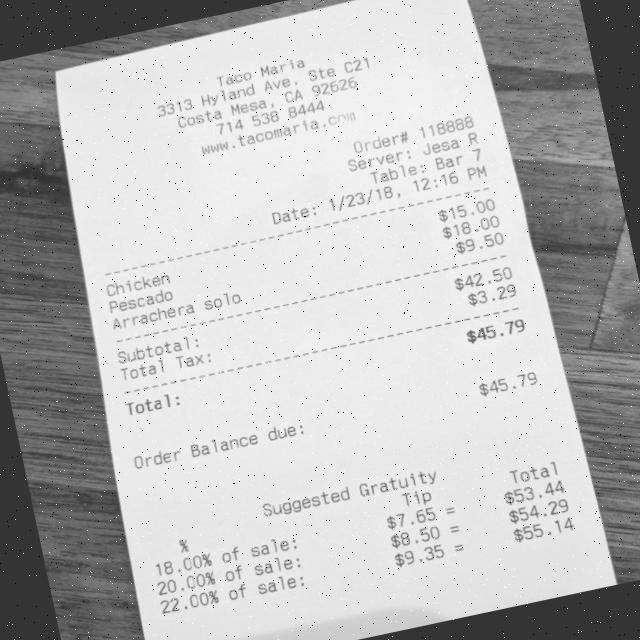 Taco Maria
3313 Hyland Ave, Ste C21
Costa Mesa, CA 92626
714 538 8444
www.tacomaria.com
Order# 118888
Server: Jesa R
Table: Bar 7
Date: 1/23/18, 12:16 PM
Chicken $15.00
Pescado $18.00
Arrachera solo $9.50
Subtotal: $42.50
Total Tax: $3.29
Total: $45.79
Order Balance due: $45.79
Suggested Gratuity
% Tip Total
18.00% of sale: $7.65 = $53.44
20.00% of sale: $8.50 = $54.29
22.00% of sale: $9.35 = $55.14